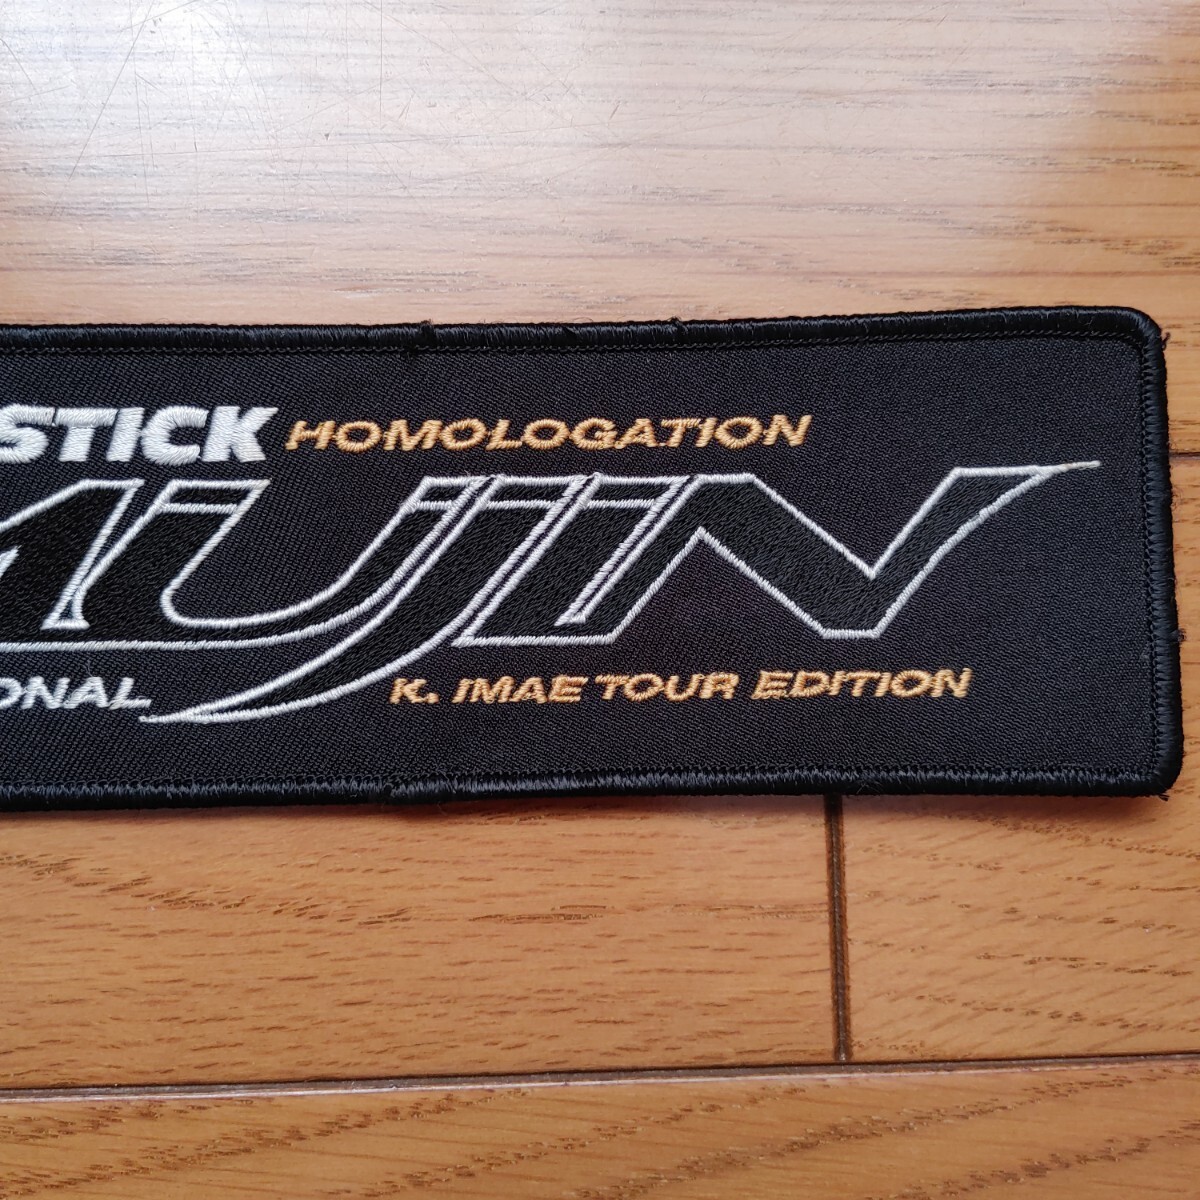 STICK HOMOLOGATION
MUJIN
ONAL K. IMAE TOUR EDITION